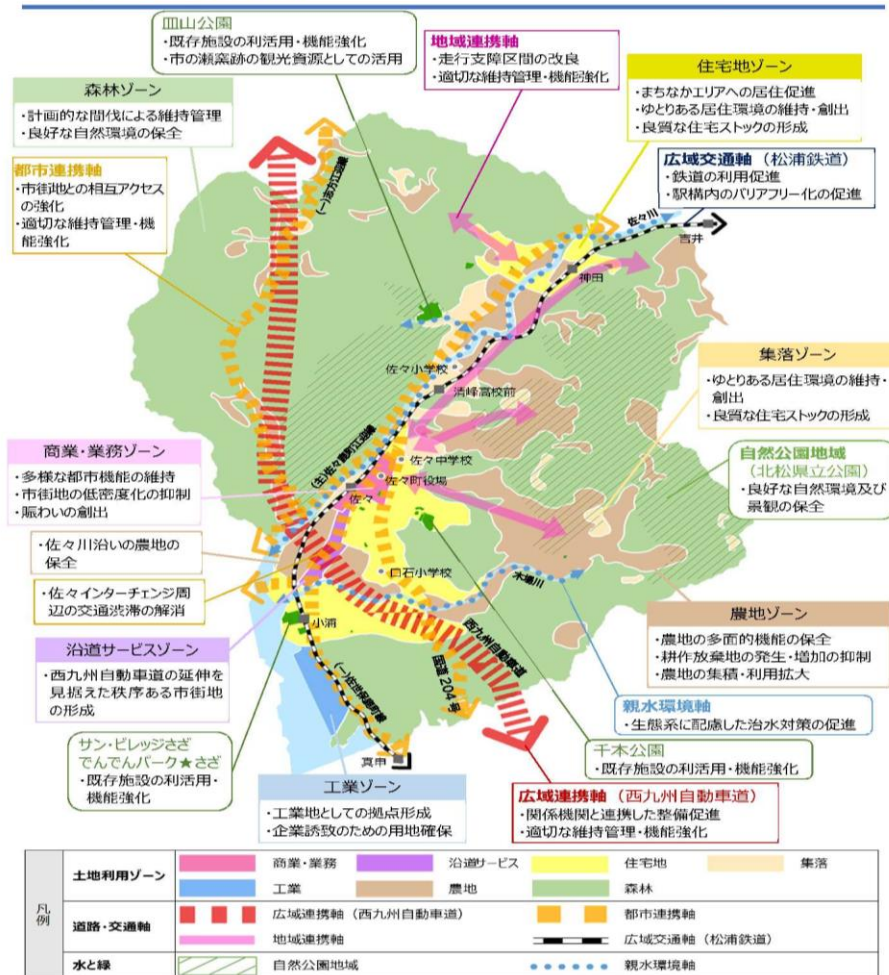 皿山公園
・既存施設の利活用・機能強化
・市の瀬窯跡の観光資源としての活用
地域連携軸
・走行支障区間の改良
・適切な維持管理・機能強化
住宅地ゾーン
・まちなかエリアへの居住促進
・ゆとりある居住環境の維持・創出
・良質な住宅ストックの形成
森林ゾーン
・計画的な間伐による維持管理
・良好な自然環境の保全
都市連携軸
・市街地との相互アクセス
の強化
・適切な維持管理・機
能強化
広域交通軸（松浦鉄道）
・鉄道の利用促進
・駅構内のバリアフリー化の促進
佐々川
吉井
神田
佐々小学校
清峰高校前
集落ゾーン
・ゆとりある居住環境の維持・
創出
・良質な住宅ストックの形成
商業・業務ゾーン
・多様な都市機能の維持
・市街地の低密度化の抑制
・賑わいの創出
佐々中学校
佐々町役場
佐々
自然公園地域
（北松県立公園）
・良好な自然環境及び
景観の保全
・佐々川沿いの農地の
保全
・佐々インターチェンジ周
辺の交通渋滞の解消
口石小学校
木場川
小浦
西九州自動車道
国道204号
農地ゾーン
・農地の多面的機能の保全
・耕作放棄地の発生・増加の抑制
・農地の集積・利用拡大
沿道サービスゾーン
・西九州自動車道の延伸を
見据えた秩序ある市街地
の形成
親水環境軸
・生態系に配慮した治水対策の促進
サン・ビレッジさざ
でんでんパーク★さざ
・既存施設の利活用・
機能強化
真申
千本公園
・既存施設の利活用・機能強化
工業ゾーン
・工業地としての拠点形成
・企業誘致のための用地確保
広域連携軸（西九州自動車道）
・関係機関と連携した整備促進
・適切な維持管理・機能強化
凡例
土地利用ゾーン
商業・業務
沿道サービス
住宅地
集落
工業
農地
森林
道路・交通軸
広域連携軸（西九州自動車道）
都市連携軸
地域連携軸
広域交通軸（松浦鉄道）
水と緑
自然公園地域
親水環境軸